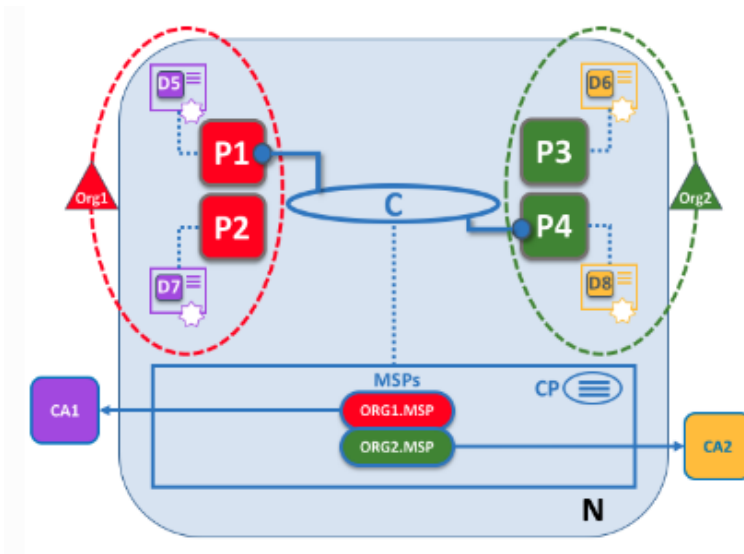 D5
D6
P1
P3
Org1
C
Org2
P2
P4
D7
D8
MSPs
CP
CA1
ORG1.MSP
ORG2.MSP
CA2
N